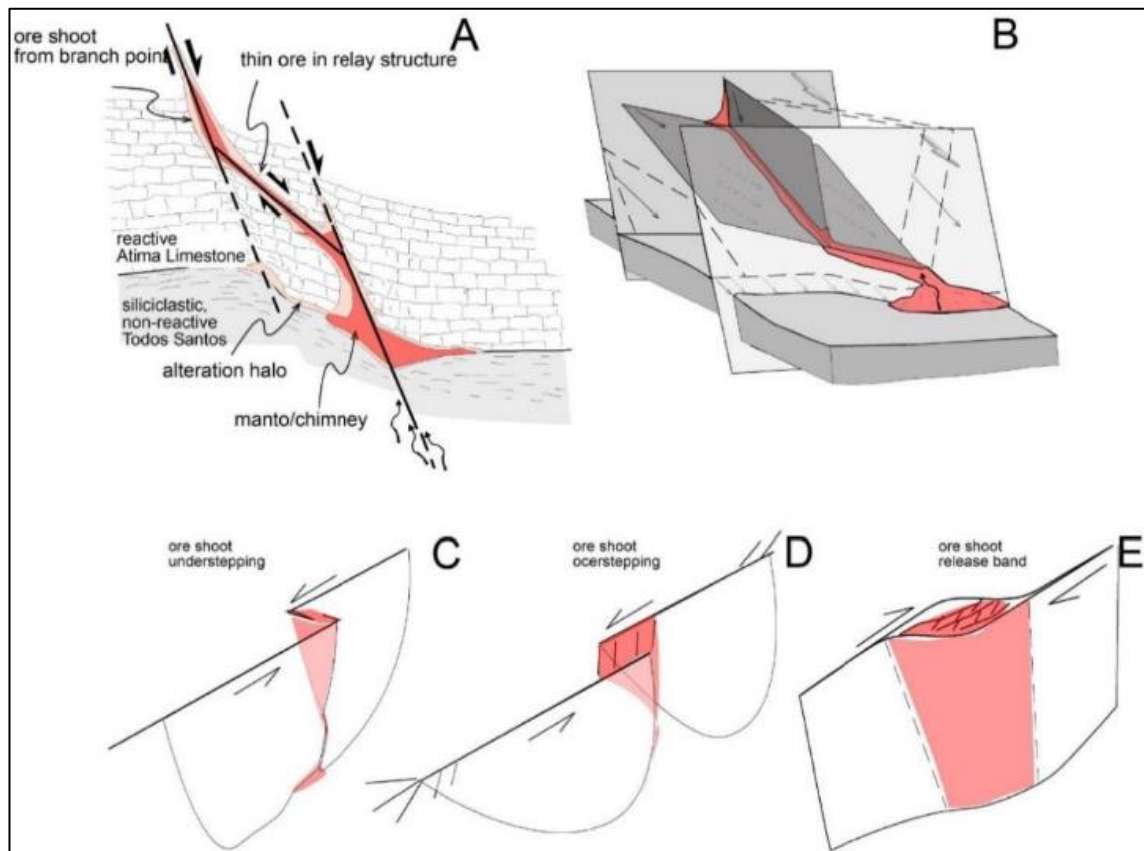 A
ore shoot
from branch point
thin ore in relay structure
reactive
Atima Limestone
siliciclastic,
non-reactive
Todos Santos
alteration halo
manto/chimney
B
ore shoot
understepping
C
ore shoot
ocerstepping
D
ore shoot
release band
E